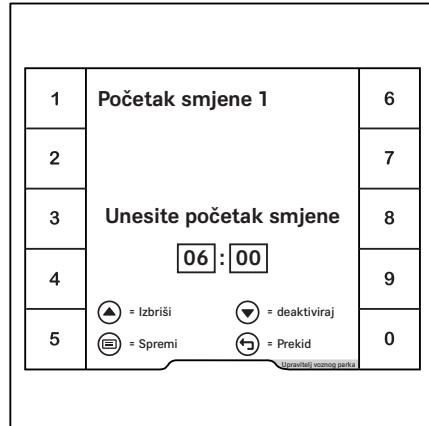 Početak smjene 1
1
2
3
4
5
6
7
8
9
0
Unesite početak smjene
06 : 00
= Izbriši
= deaktiviraj
= Spremi
= Prekid
Upravitelj voznog parka